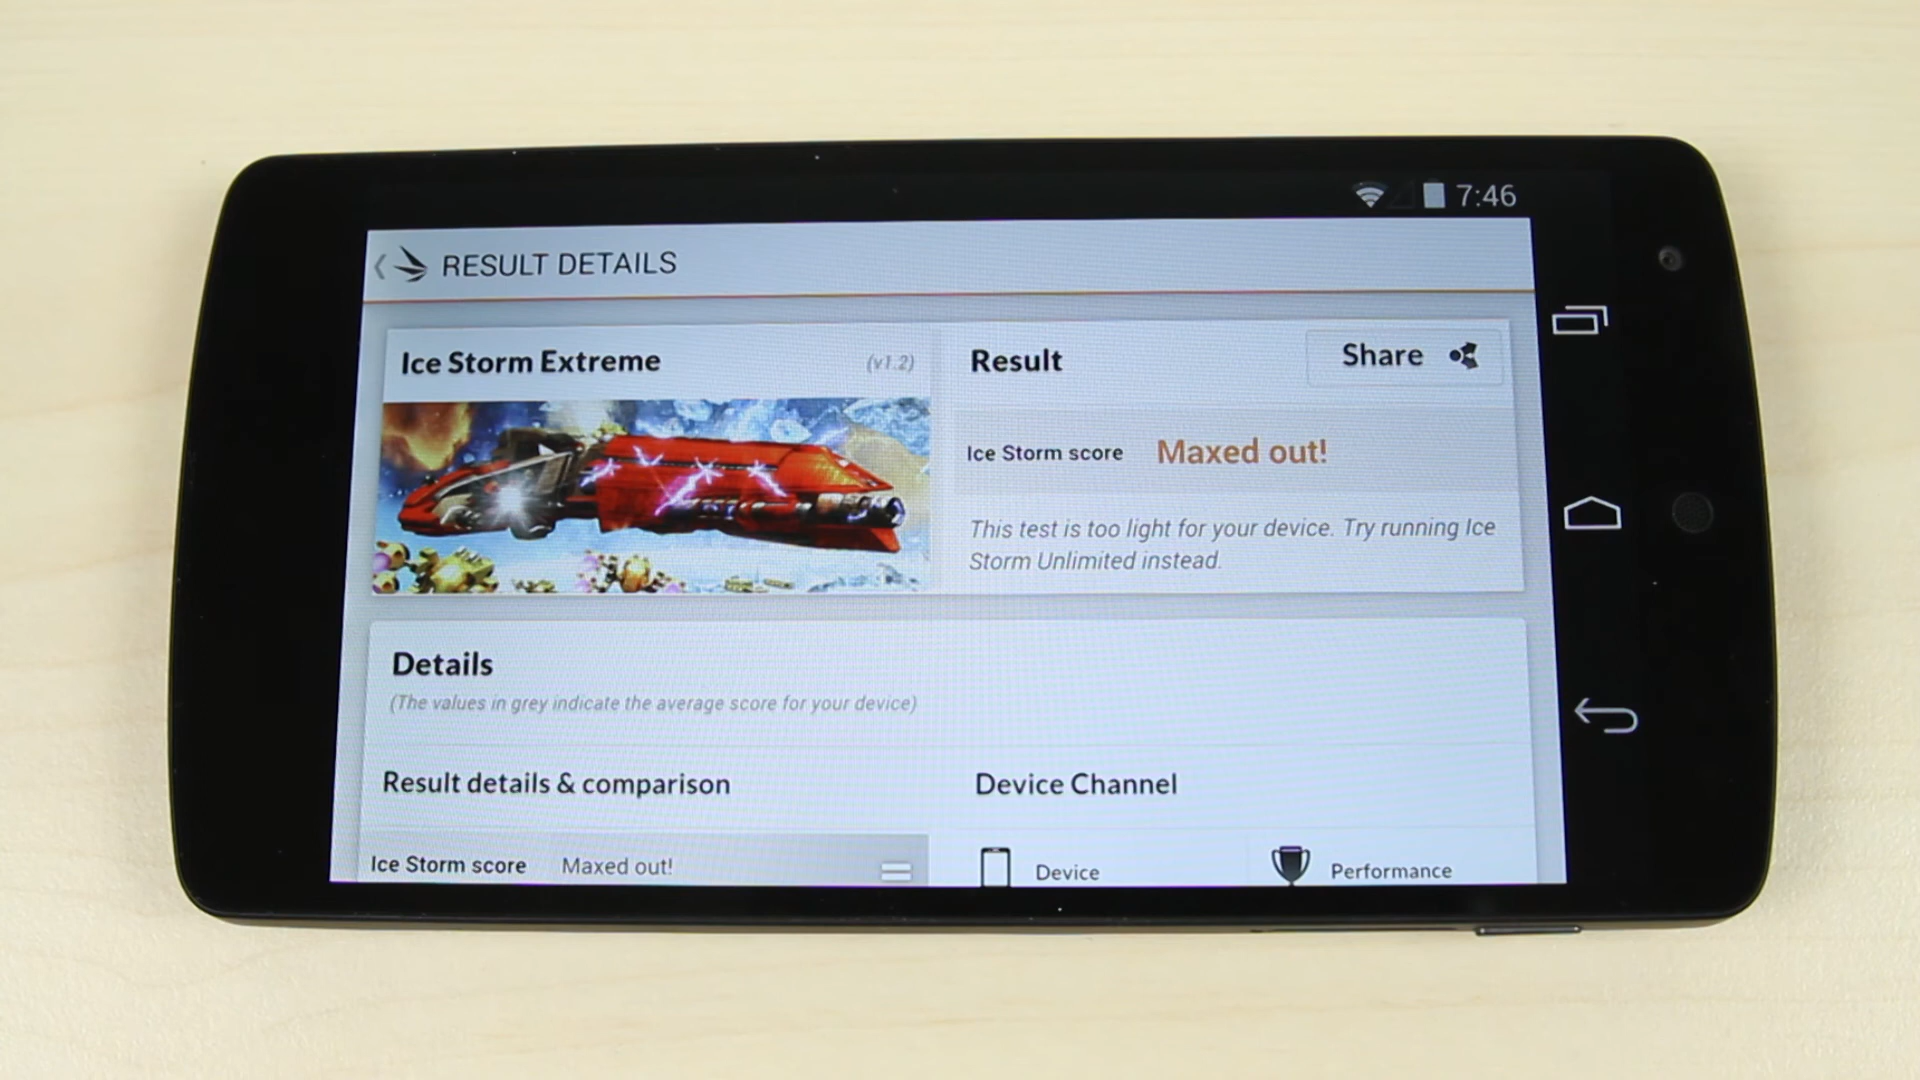 7:46
RESULT DETAILS
Ice Storm Extreme (v1.2)
Result
Share
Ice Storm score Maxed out!
This test is too light for your device. Try running Ice
Storm Unlimited instead.
Details
(The values in grey indicate the average score for your device)
Result details & comparison
Device Channel
Ice Storm score Maxed out!
Device
Performance